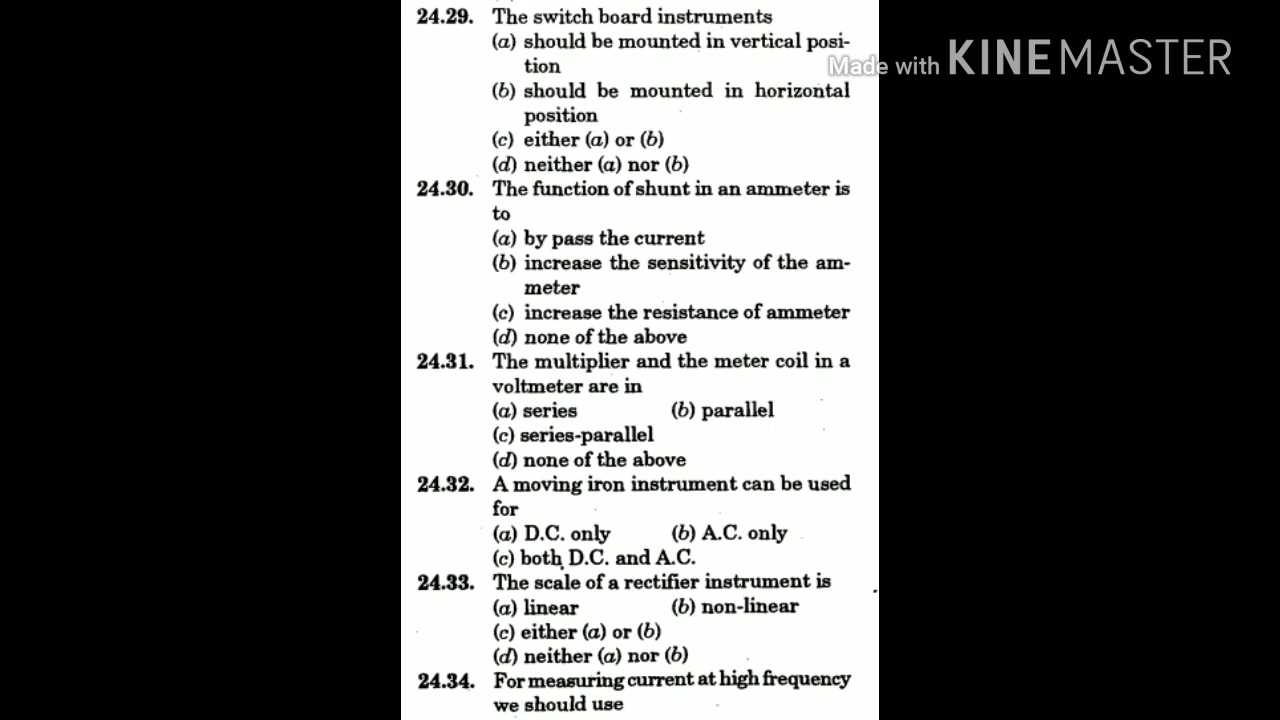 24.29. The switch board instruments
(a) should be mounted in vertical posi-
tion
(b) should be mounted in horizontal
position
(c) either (a) or (b)
(d) neither (a) nor (b)
24.30. The function of shunt in an ammeter is
to
(a) by pass the current
(b) increase the sensitivity of the am-
meter
(c) increase the resistance of ammeter
(d) none of the above
24.31. The multiplier and the meter coil in a
voltmeter are in
(a) series (b) parallel
(c) series-parallel
(d) none of the above
24.32. A moving iron instrument can be used
for
(a) D.C. only (b) A.C. only
(c) both D.C. and A.C.
24.33. The scale of a rectifier instrument is
(a) linear (b) non-linear
(c) either (a) or (b)
(d) neither (a) nor (b)
24.34. For measuring current at high frequency
we should use
Made with KINEMASTER